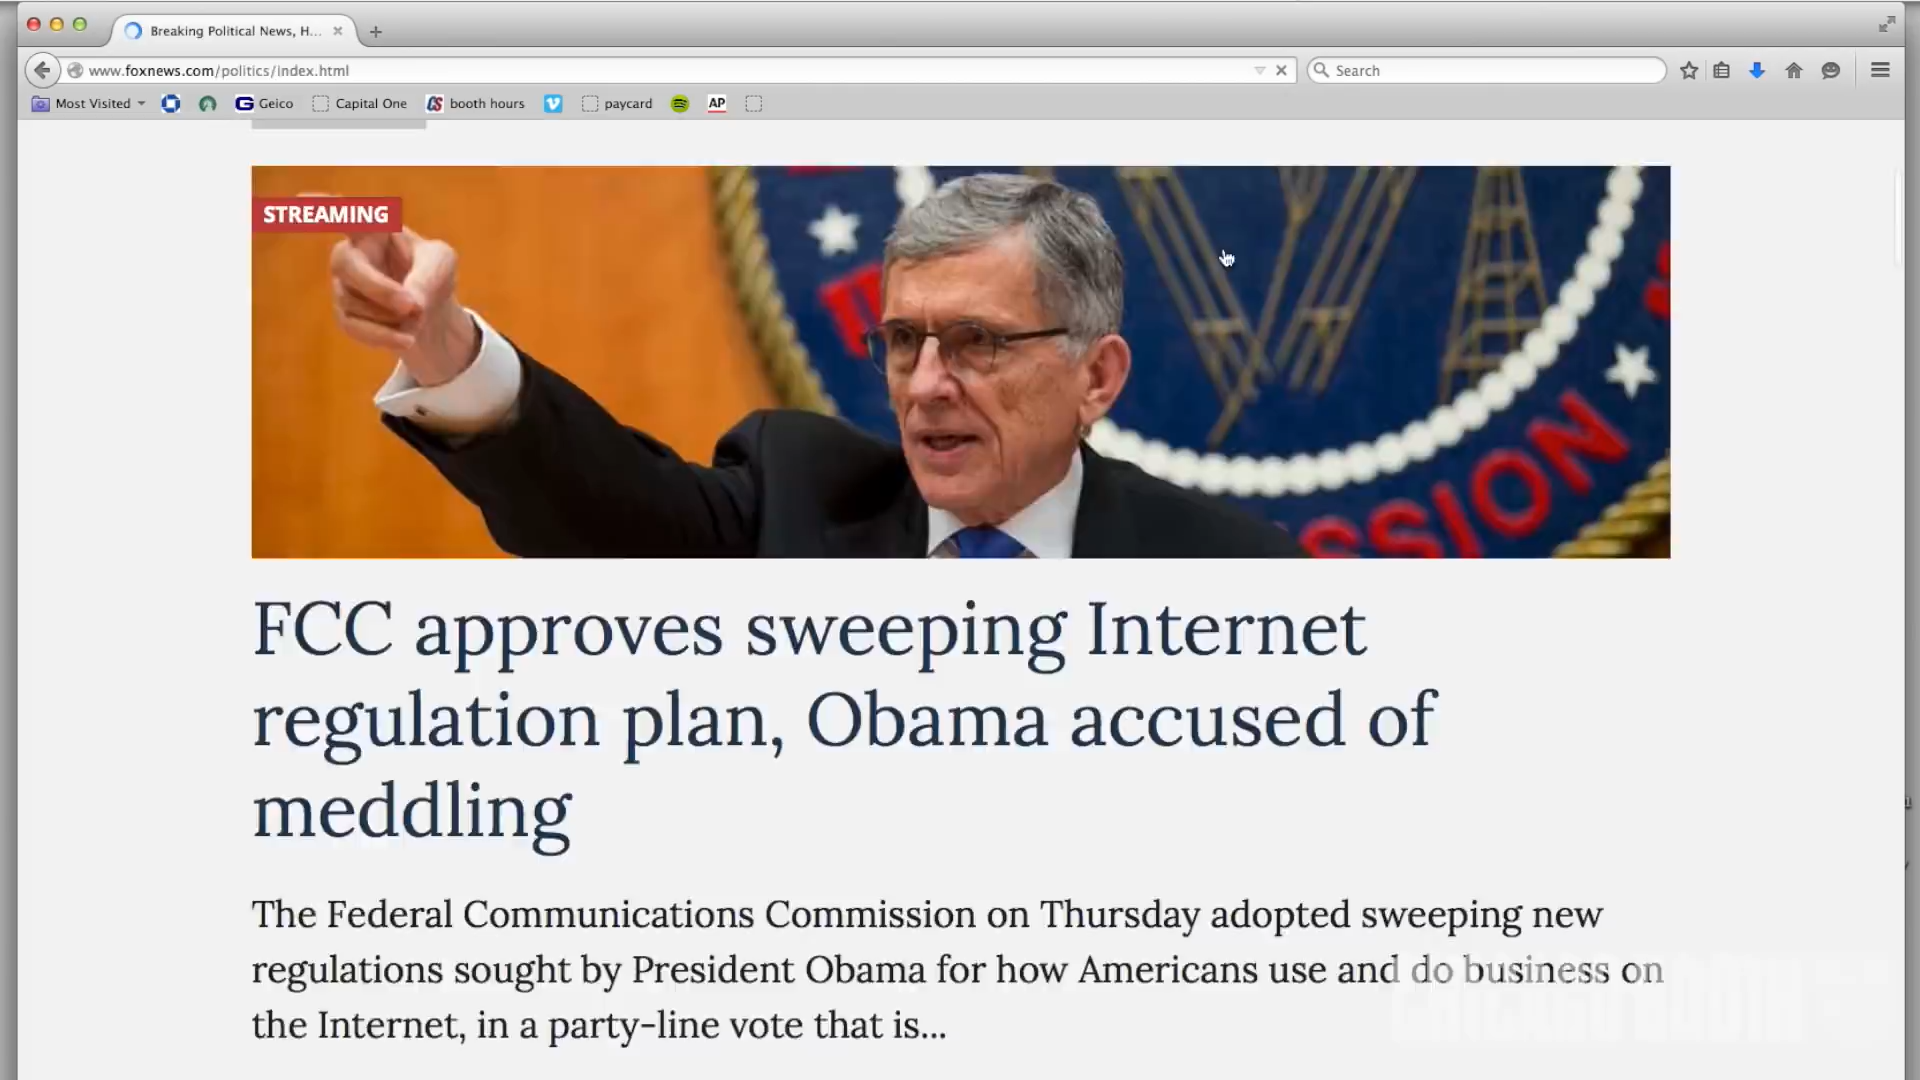 Breaking Political News, H...
www.foxnews.com/politics/index.html
Search
Most Visited
Geico
Capital One
booth hours
paycard
AP
STREAMING
SSION
FCC approves sweeping Internet
regulation plan, Obama accused of
meddling
The Federal Communications Commission on Thursday adopted sweeping new
regulations sought by President Obama for how Americans use and do business on
the Internet, in a party-line vote that is...